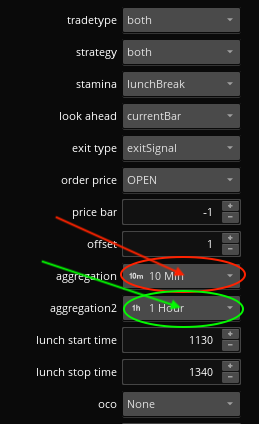 tradetype both
strategy both
stamina lunchBreak
look ahead currentBar
exit type exitSignal
order price OPEN
price bar -1
offset 1
aggregation 10m 10 Min
aggregation2 1h 1 Hour
lunch start time 1130
lunch stop time 1340
oco None